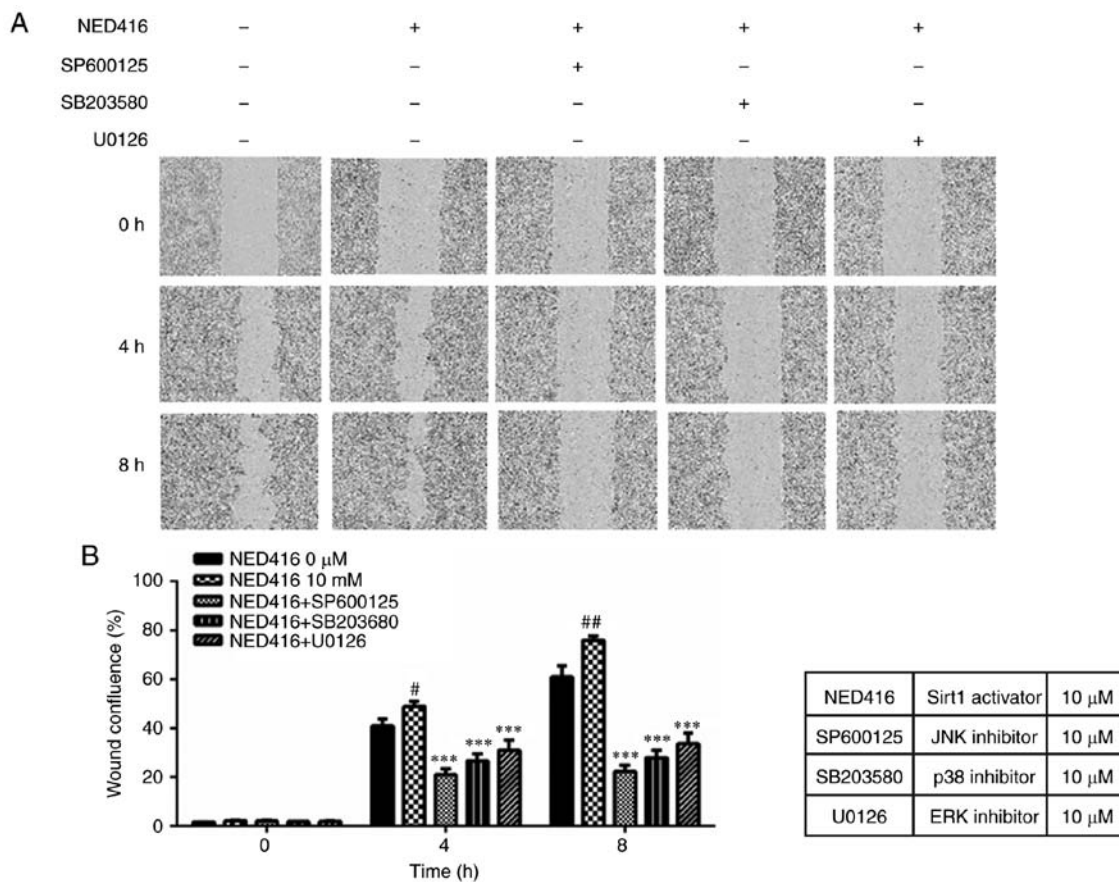 A
NED416 – + + + +
SP600125 – – + – –
SB203580 – – – + –
U0126 – – – – +
0 h
4 h
8 h
B
NED416 0 μM
NED416 10 mM
NED416+SP600125
NED416+SB203680
NED416+U0126
Wound confluence (%)
100
80
60
40
20
0
#
***
***
***
##
***
***
***
0 4 8
Time (h)
NED416 Sirt1 activator 10 μM
SP600125 JNK inhibitor 10 μM
SB203580 p38 inhibitor 10 μM
U0126 ERK inhibitor 10 μM